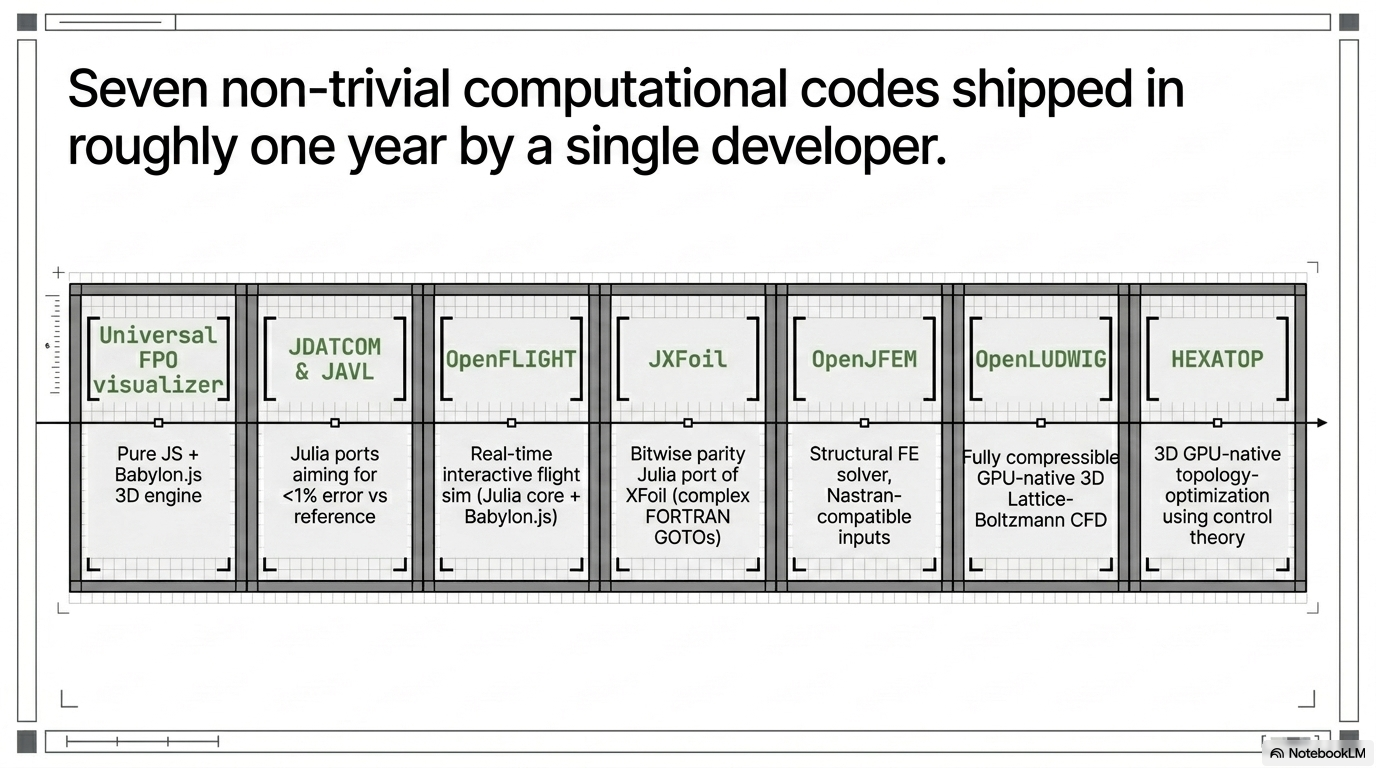 Seven non-trivial computational codes shipped in
roughly one year by a single developer.
Universal
FPO
visualizer
Pure JS +
Babylon.js
3D engine
JDATCOM
& JAVL
Julia ports
aiming for
<1% error vs
reference
OpenFLIGHT
Real-time
interactive flight
sim (Julia core +
Babylon.js)
JXFoil
Bitwise parity
Julia port of
XFoil (complex
FORTRAN
GOTOs)
OpenJFEM
Structural FE
solver,
Nastran-
compatible
inputs
OpenLUDWIG
Fully compressible
GPU-native 3D
Lattice-
Boltzmann CFD
HEXATOP
3D GPU-native
topology-
optimization
using control
theory
NotebookLM